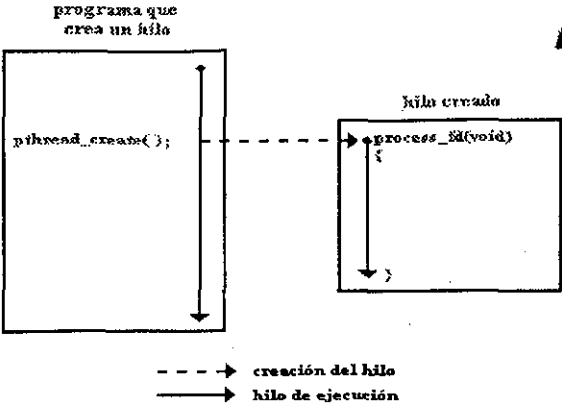 programa que
crea un hilo
hilo creado
pthread_create( );
process_fd(void)
{
}
creación del hilo
hilo de ejecución